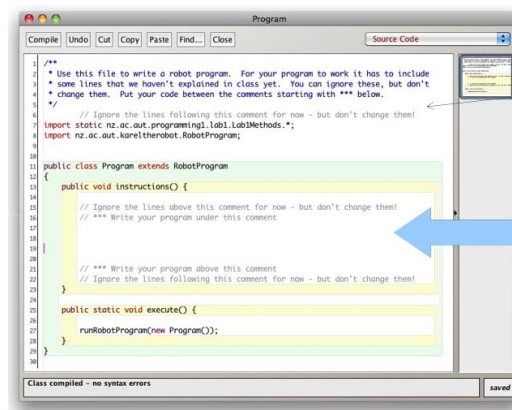 Program
Compile Undo Cut Copy Paste Find... Close Source Code
1 /**
2 * Use this file to write a robot program. For your program to work it has to include
3 * some lines that we haven't explained in class yet. You can ignore these, but don't
4 * change them. Put your code between the comments starting with *** below.
5 */
6 // Ignore the lines following this comment for now - but don't change them!
7 import static nz.ac.aut.programming1.lab1.Lab1Methods.*;
8 import nz.ac.aut.kareltherobot.RobotProgram;
9
10
11 public class Program extends RobotProgram
12 {
13 public void instructions() {
14
15 // Ignore the lines above this comment for now - but don't change them!
16 // *** Write your program under this comment
17
18
19
20
21 // *** Write your program above this comment
22 // Ignore the lines following this comment for now - but don't change them!
23 }
24
25 public static void execute() {
26
27 runRobotProgram(new Program());
28 }
29 }
30
Class compiled - no syntax errors
saved